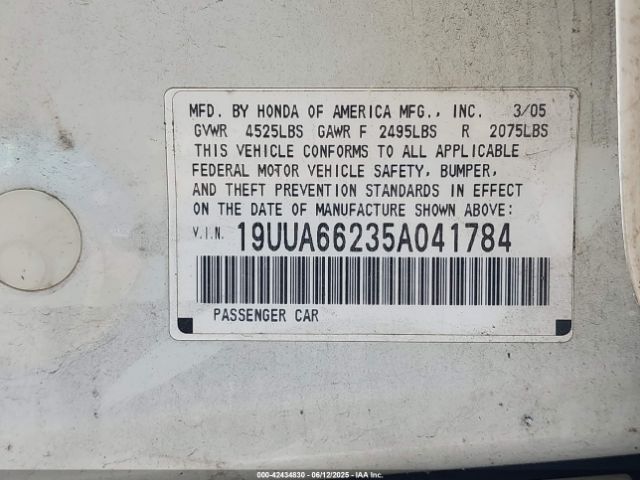 MFD. BY HONDA OF AMERICA MFG., INC. 3/05
GVWR 4525LBS GAWR F 2495LBS R 2075LBS
THIS VEHICLE CONFORMS TO ALL APPLICABLE
FEDERAL MOTOR VEHICLE SAFETY, BUMPER,
AND THEFT PREVENTION STANDARDS IN EFFECT
ON THE DATE OF MANUFACTURE SHOWN ABOVE:
V.I.N. 19UUA66235A041784
PASSENGER CAR
000-42434830 - 06/12/2025 - IAAI.COM